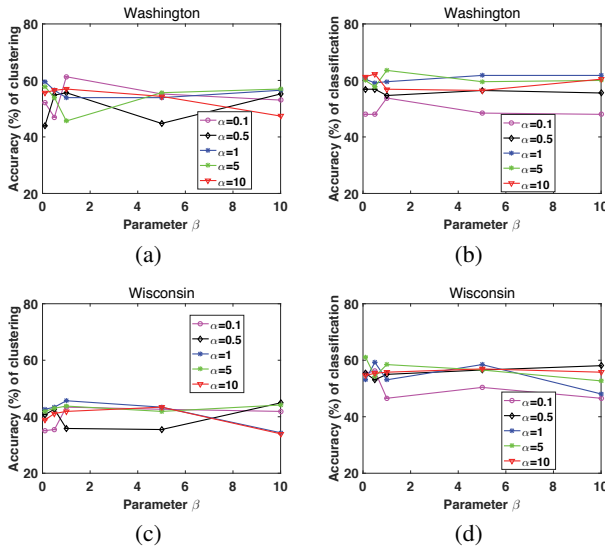 Washington
Accuracy (%) of clustering
80
60
40
20
0 2 4 6 8 10
Parameter β
α=0.1
α=0.5
α=1
α=5
α=10
(a)
Washington
Accuracy (%) of classification
80
60
40
20
0 2 4 6 8 10
Parameter β
α=0.1
α=0.5
α=1
α=5
α=10
(b)
Wisconsin
Accuracy (%) of clustering
80
60
40
20
0 2 4 6 8 10
Parameter β
α=0.1
α=0.5
α=1
α=5
α=10
(c)
Wisconsin
Accuracy (%) of classification
80
60
40
20
0 2 4 6 8 10
Parameter β
α=0.1
α=0.5
α=1
α=5
α=10
(d)